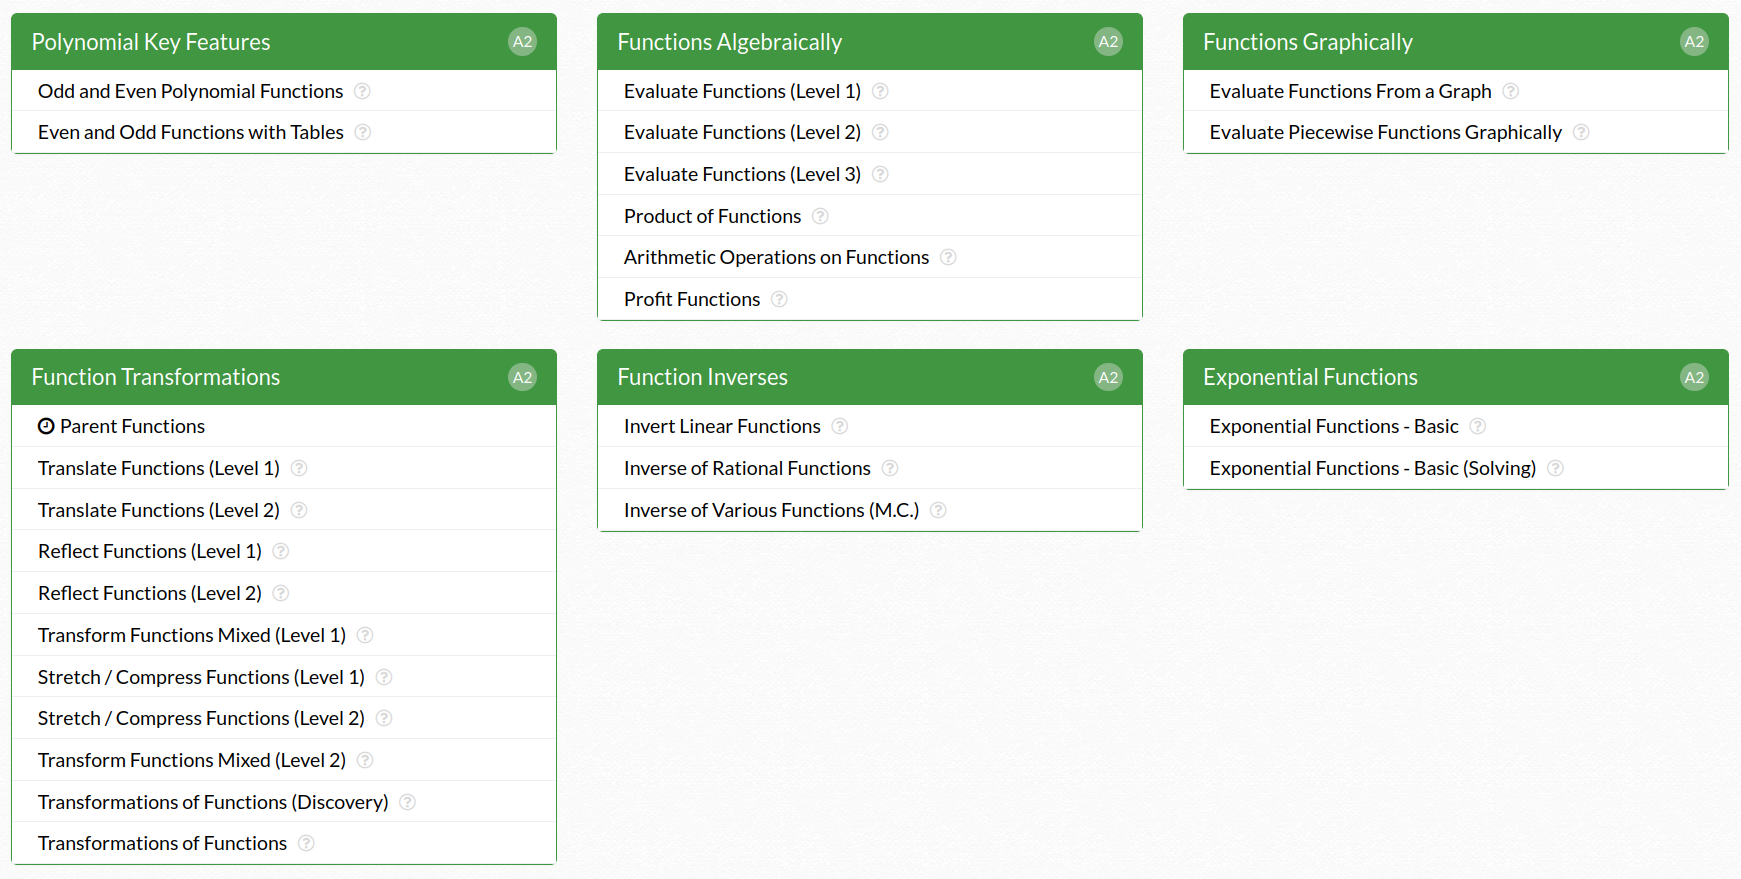 Polynomial Key Features A2
Odd and Even Polynomial Functions
Even and Odd Functions with Tables
Functions Algebraically A2
Evaluate Functions (Level 1)
Evaluate Functions (Level 2)
Evaluate Functions (Level 3)
Product of Functions
Arithmetic Operations on Functions
Profit Functions
Functions Graphically A2
Evaluate Functions From a Graph
Evaluate Piecewise Functions Graphically
Function Transformations A2
Parent Functions
Translate Functions (Level 1)
Translate Functions (Level 2)
Reflect Functions (Level 1)
Reflect Functions (Level 2)
Transform Functions Mixed (Level 1)
Stretch / Compress Functions (Level 1)
Stretch / Compress Functions (Level 2)
Transform Functions Mixed (Level 2)
Transformations of Functions (Discovery)
Transformations of Functions
Function Inverses A2
Invert Linear Functions
Inverse of Rational Functions
Inverse of Various Functions (M.C.)
Exponential Functions A2
Exponential Functions - Basic
Exponential Functions - Basic (Solving)